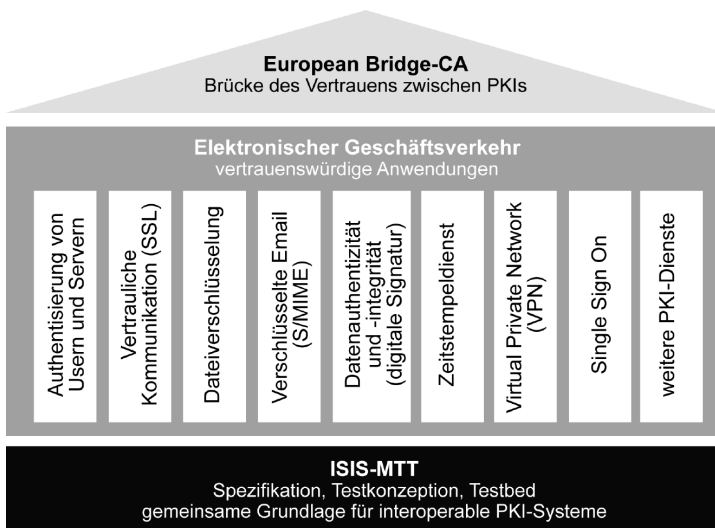 European Bridge-CA
Brücke des Vertrauens zwischen PKIs
Elektronischer Geschäftsverkehr
vertrauenswürdige Anwendungen
Authentisierung von
Usern und Servern
Vertrauliche
Kommunikation (SSL)
Dateiverschlüsselung
Verschlüsselte Email
(S/MIME)
Datenauthentizität
und -integrität
(digitale Signatur)
Zeitstempeldienst
Virtual Private Network
(VPN)
Single Sign On
weitere PKI-Dienste
ISIS-MTT
Spezifikation, Testkonzeption, Testbed
gemeinsame Grundlage für interoperable PKI-Systeme